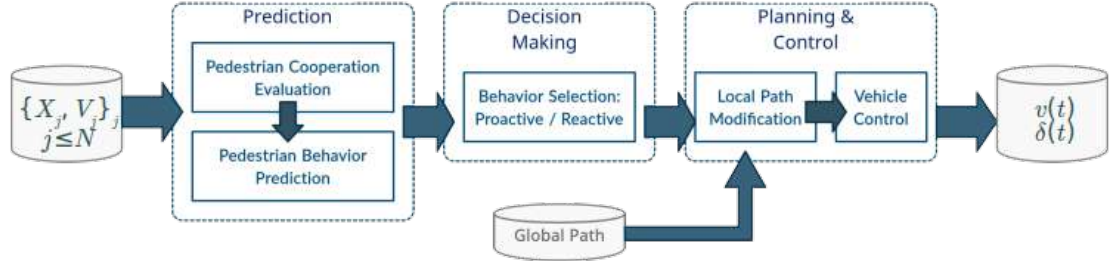 Prediction
Decision
Making
Planning &
Control
Pedestrian Cooperation
Evaluation
Pedestrian Behavior
Prediction
Behavior Selection:
Proactive / Reactive
Local Path
Modification
Vehicle
Control
{X_j, V_j}_j
j≤N
v(t)
δ(t)
Global Path